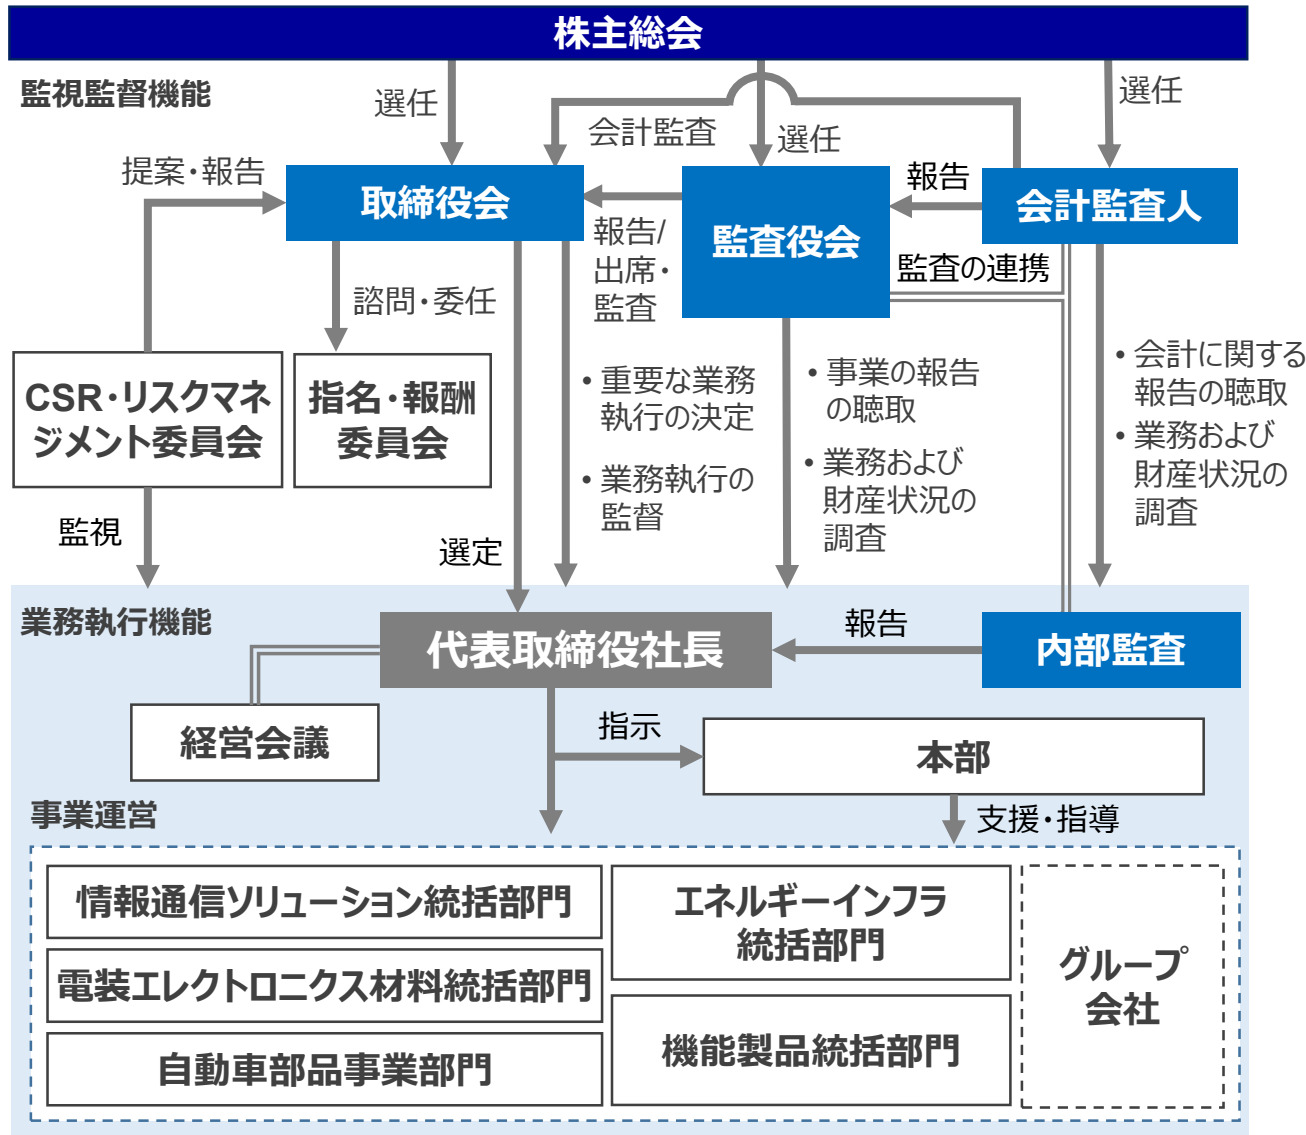 株主総会
監視監督機能
選任
会計監査
選任
選任
提案・報告
取締役会
監査役会
報告
会計監査人
報告/
出席・
監査
監査の連携
諮問・委任
CSR・リスクマネ
ジメント委員会
指名・報酬
委員会
• 重要な業務
執行の決定
• 業務執行の
監督
• 事業の報告
の聴取
• 業務および
財産状況の
調査
• 会計に関する
報告の聴取
• 業務および
財産状況の
調査
監視
選定
業務執行機能
代表取締役社長
報告
内部監査
経営会議
指示
本部
事業運営
支援・指導
情報通信ソリューション統括部門
電装エレクトロニクス材料統括部門
自動車部品事業部門
エネルギーインフラ
統括部門
機能製品統括部門
グループ
会社